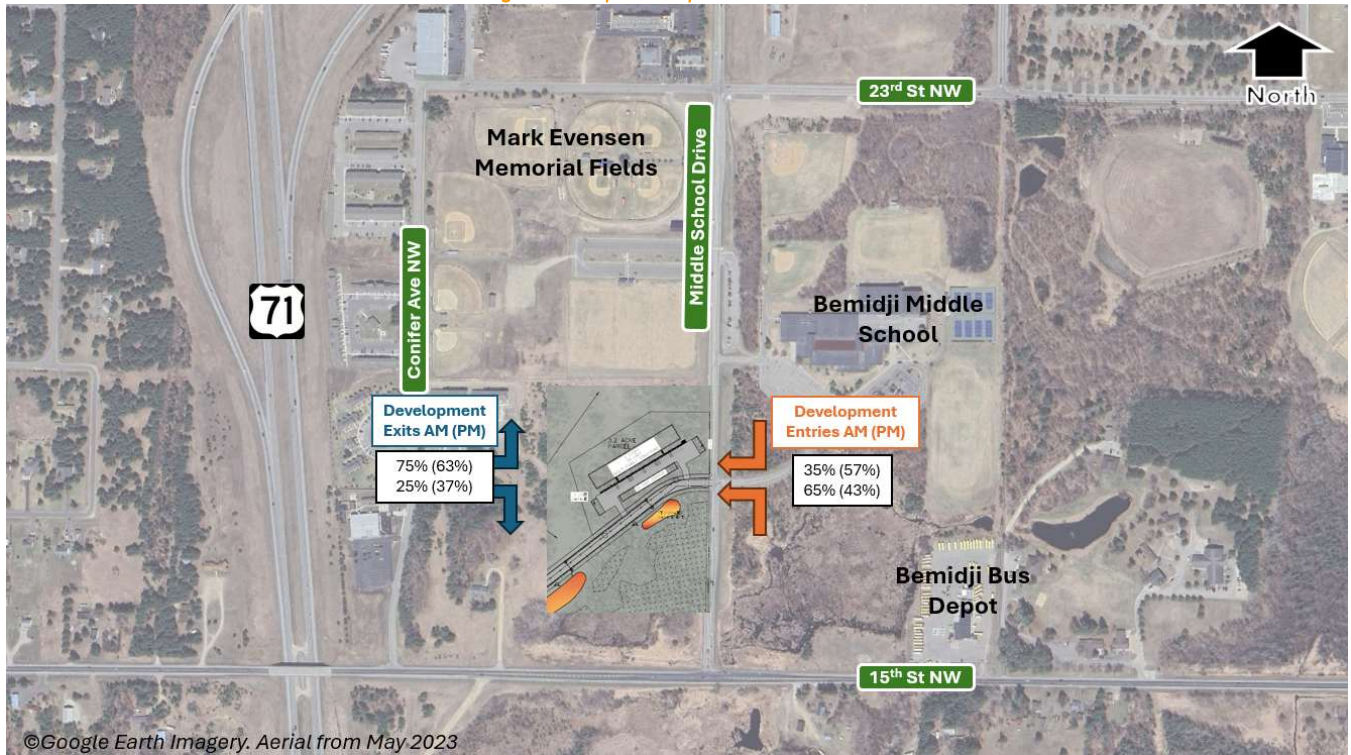 23rd St NW
North
Mark Evensen
Memorial Fields
Middle School Drive
Conifer Ave NW
71
Bemidji Middle
School
Development
Exits AM (PM)
75% (63%)
25% (37%)
Development
Entries AM (PM)
35% (57%)
65% (43%)
Bemidji Bus
Depot
15th St NW
©Google Earth Imagery. Aerial from May 2023